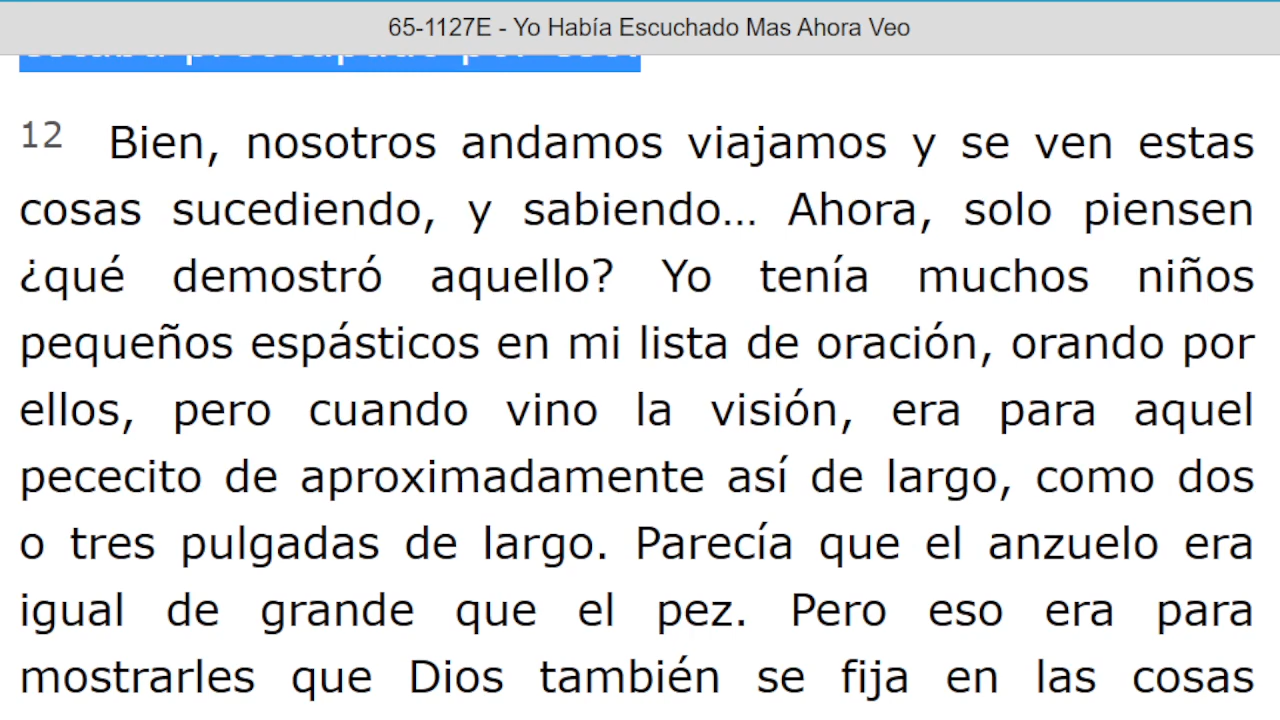 65-1127E - Yo Había Escuchado Mas Ahora Veo
12 Bien, nosotros andamos viajamos y se ven estas
cosas sucediendo, y sabiendo... Ahora, solo piensen
¿qué demostró aquello? Yo tenía muchos niños
pequeños espásticos en mi lista de oración, orando por
ellos, pero cuando vino la visión, era para aquel
pececito de aproximadamente así de largo, como dos
o tres pulgadas de largo. Parecía que el anzuelo era
igual de grande que el pez. Pero eso era para
mostrarles que Dios también se fija en las cosas